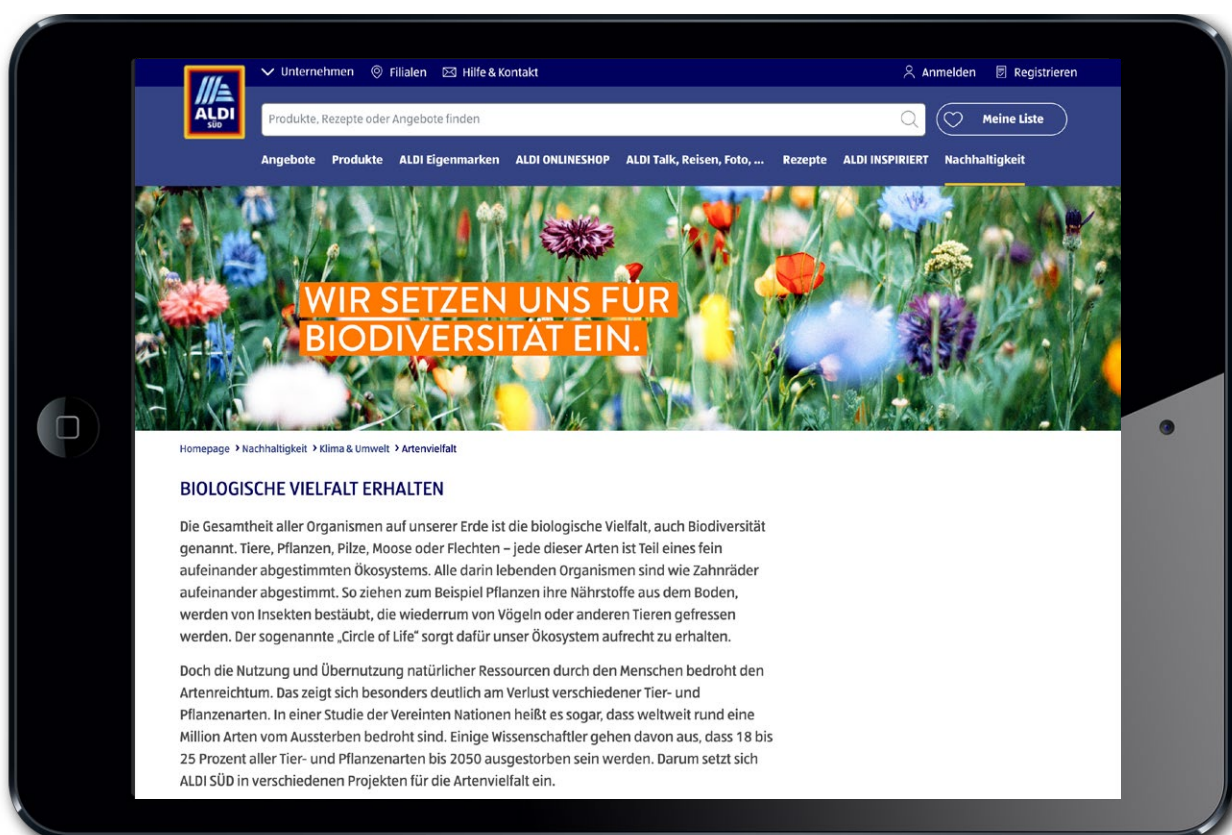 Unternehmen Filialen Hilfe & Kontakt Anmelden Registrieren
ALDI
SÜD
Produkte, Rezepte oder Angebote finden Meine Liste
Angebote Produkte ALDI Eigenmarken ALDI ONLINESHOP ALDI Talk, Reisen, Foto, ... Rezepte ALDI INSPIRIERT Nachhaltigkeit
WIR SETZEN UNS FÜR
BIODIVERSITÄT EIN.
Homepage > Nachhaltigkeit > Klima & Umwelt > Artenvielfalt
BIOLOGISCHE VIELFALT ERHALTEN
Die Gesamtheit aller Organismen auf unserer Erde ist die biologische Vielfalt, auch Biodiversität
genannt. Tiere, Pflanzen, Pilze, Moose oder Flechten – jede dieser Arten ist Teil eines fein
aufeinander abgestimmten Ökosystems. Alle darin lebenden Organismen sind wie Zahnräder
aufeinander abgestimmt. So ziehen zum Beispiel Pflanzen ihre Nährstoffe aus dem Boden,
werden von Insekten bestäubt, die wiederrum von Vögeln oder anderen Tieren gefressen
werden. Der sogenannte „Circle of Life“ sorgt dafür unser Ökosystem aufrecht zu erhalten.
Doch die Nutzung und Übernutzung natürlicher Ressourcen durch den Menschen bedroht den
Artenreichtum. Das zeigt sich besonders deutlich am Verlust verschiedener Tier- und
Pflanzenarten. In einer Studie der Vereinten Nationen heißt es sogar, dass weltweit rund eine
Million Arten vom Aussterben bedroht sind. Einige Wissenschaftler gehen davon aus, dass 18 bis
25 Prozent aller Tier- und Pflanzenarten bis 2050 ausgestorben sein werden. Darum setzt sich
ALDI SÜD in verschiedenen Projekten für die Artenvielfalt ein.